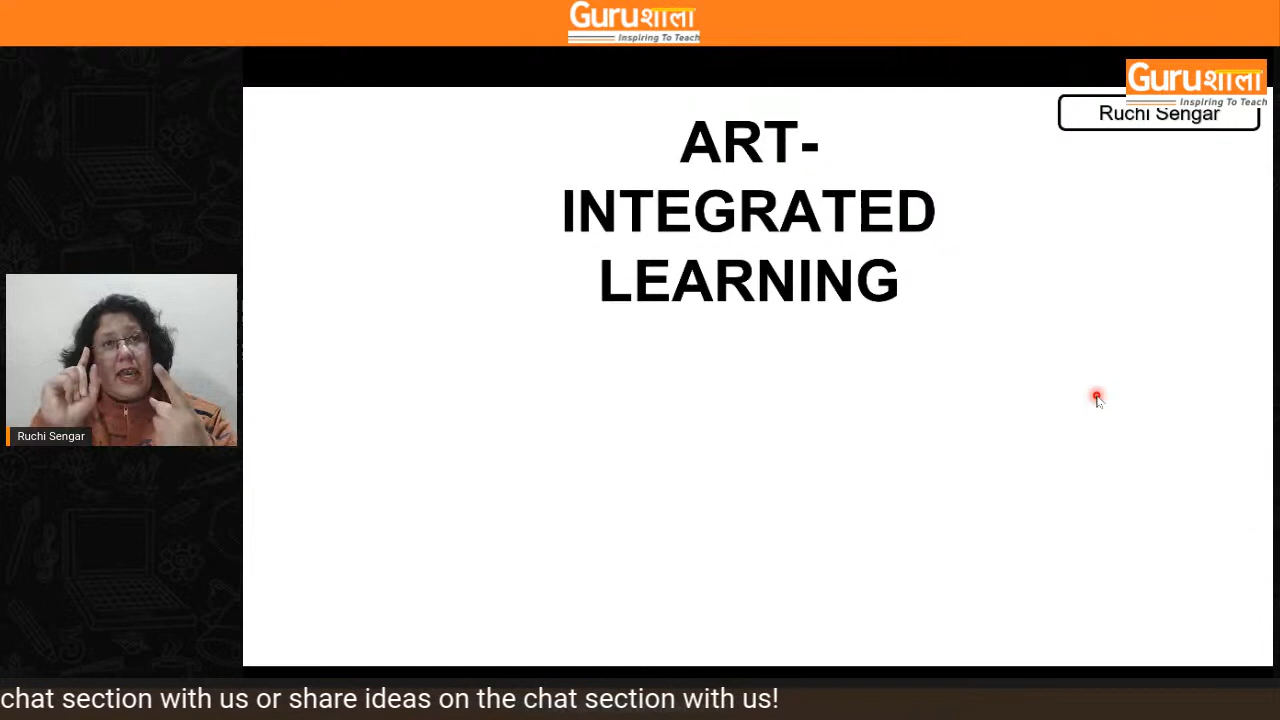 Guruशाला
Inspiring To Teach
Guruशाला
Inspiring To Teach
Ruchi Sengar
ART-
INTEGRATED
LEARNING
Ruchi Sengar
chat section with us or share ideas on the chat section with us!